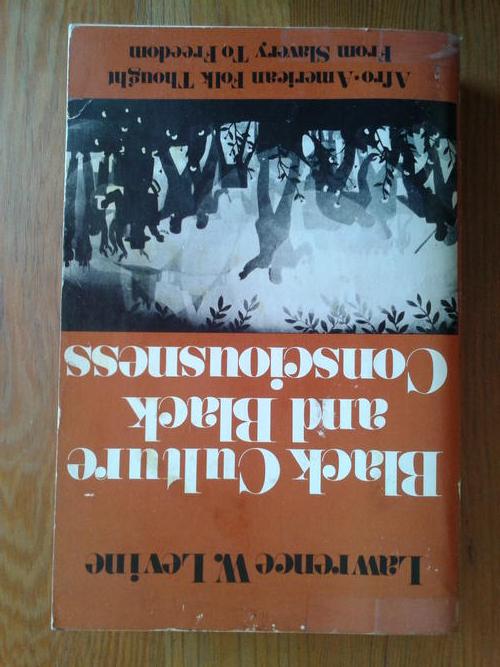 Lawrence W. Levine
Black Culture
and Black
Consciousness
Afro-American Folk Thought
From Slavery To Freedom